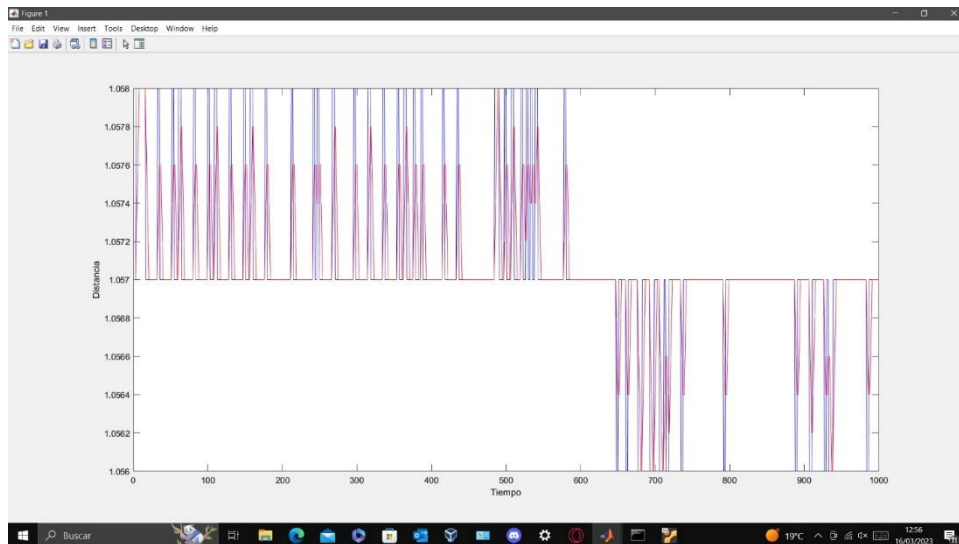 Figure 1
File Edit View Insert Tools Desktop Window Help
1.058
1.0578
1.0576
1.0574
1.0572
1.057
1.0568
1.0566
1.0564
1.0562
1.056
Distancia
0 100 200 300 400 500 600 700 800 900 1000
Tiempo
Buscar
19°C
12:56
16/03/2023